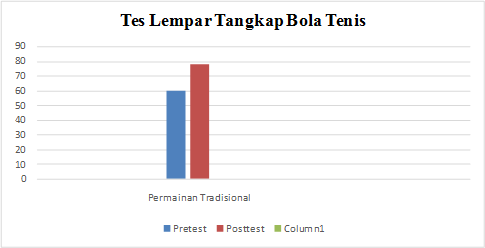 Tes Lempar Tangkap Bola Tenis
90
80
70
60
50
40
30
20
10
0
Permainan Tradisional
Pretest
Posttest
Column1